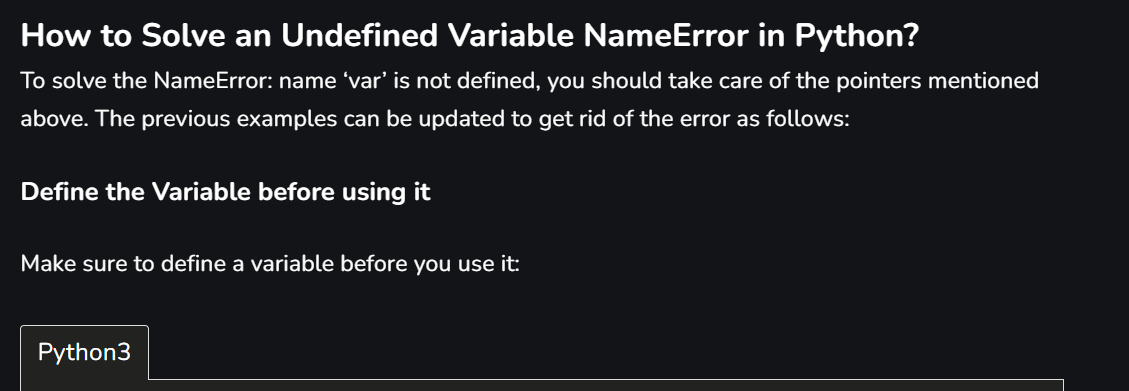 How to Solve an Undefined Variable NameError in Python?
To solve the NameError: name ‘var’ is not defined, you should take care of the pointers mentioned
above. The previous examples can be updated to get rid of the error as follows:
Define the Variable before using it
Make sure to define a variable before you use it:
Python3